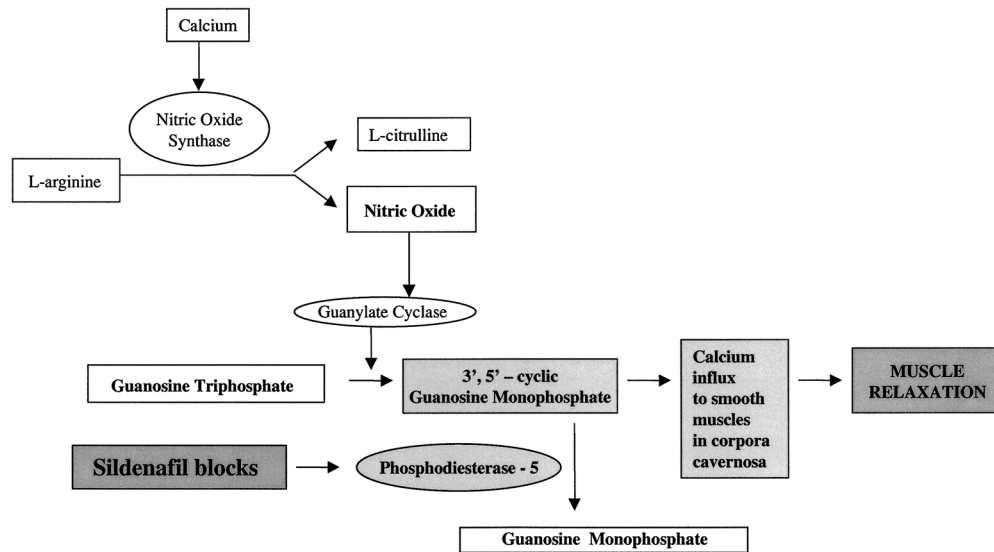 Calcium
Nitric Oxide
Synthase
L-citrulline
L-arginine
Nitric Oxide
Guanylate Cyclase
Guanosine Triphosphate
3’, 5’ – cyclic
Guanosine Monophosphate
Calcium
influx
to smooth
muscles
in corpora
cavernosa
MUSCLE
RELAXATION
Sildenafil blocks
Phosphodiesterase - 5
Guanosine Monophosphate